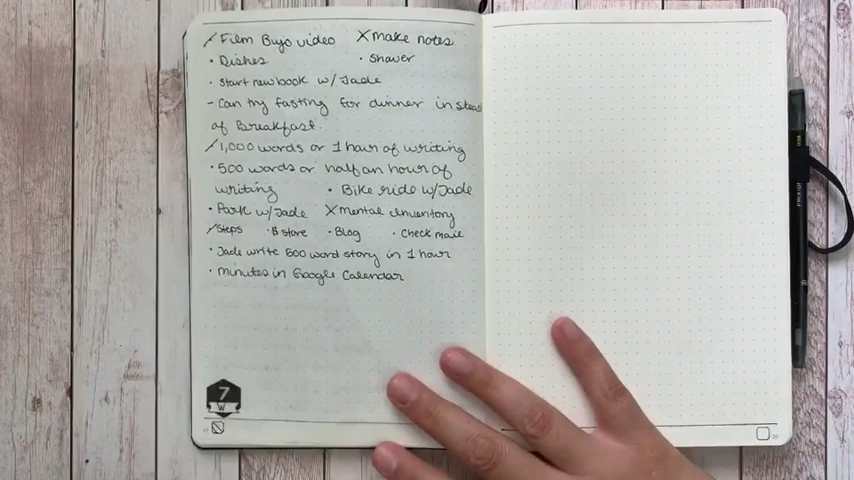 / Film Bujo video X make notes
• Dishes • Shaver
• Start new book w/ Jade
- Can try fasting for dinner instead
of Breakfast.
/ 1,000 words or 1 hour of writing
• 500 words or half an hour of
writing • Bike ride w/ Jade
• Park w/ Jade X Mental Inventory
/ Steps • $ store • Blog • Check mail
• Jade write 500 word story in 1 hour
• minutes in Google Calendar
7
W